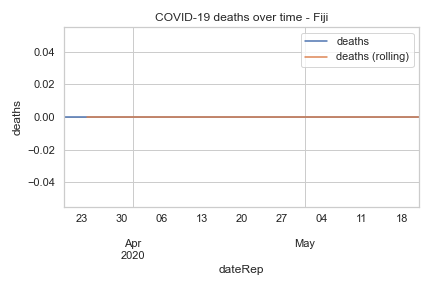 COVID-19 deaths over time - Fiji
deaths
deaths (rolling)
0.04
0.02
0.00
−0.02
−0.04
deaths
23 30 06 13 20 27 04 11 18
Apr May
2020
dateRep